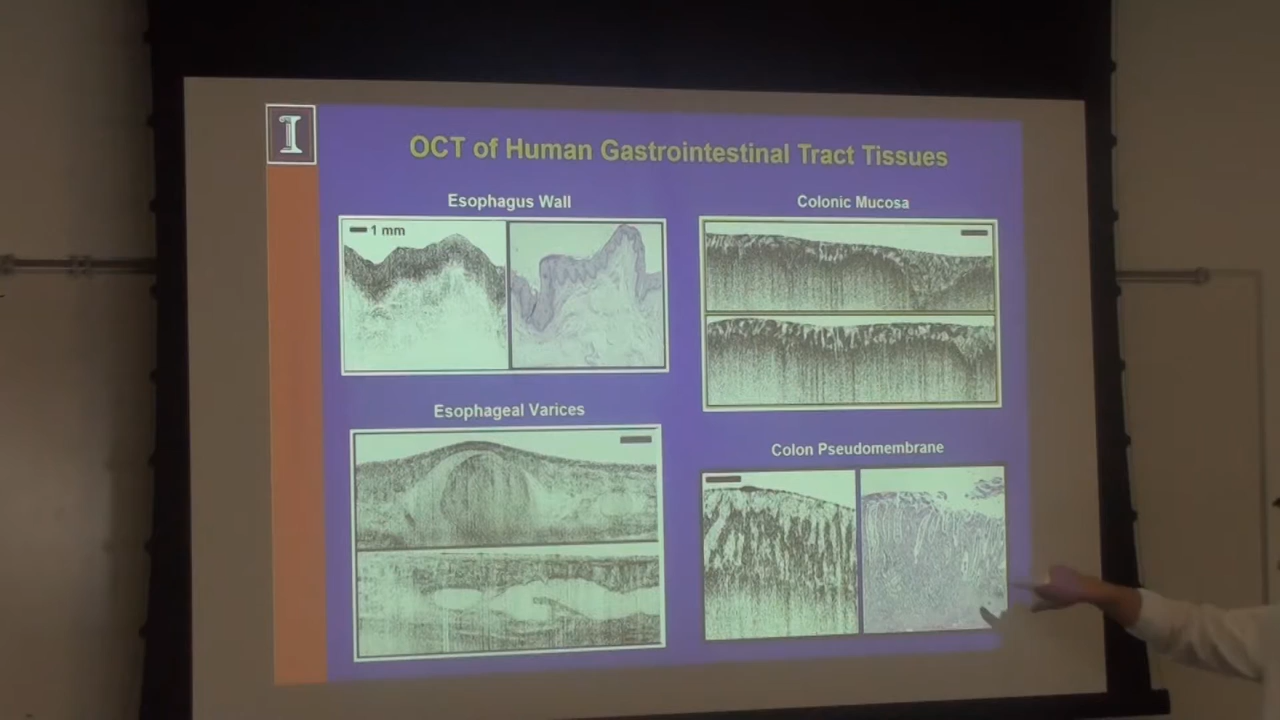 I
OCT of Human Gastrointestinal Tract Tissues
Esophagus Wall
1 mm
Colonic Mucosa
Esophageal Varices
Colon Pseudomembrane